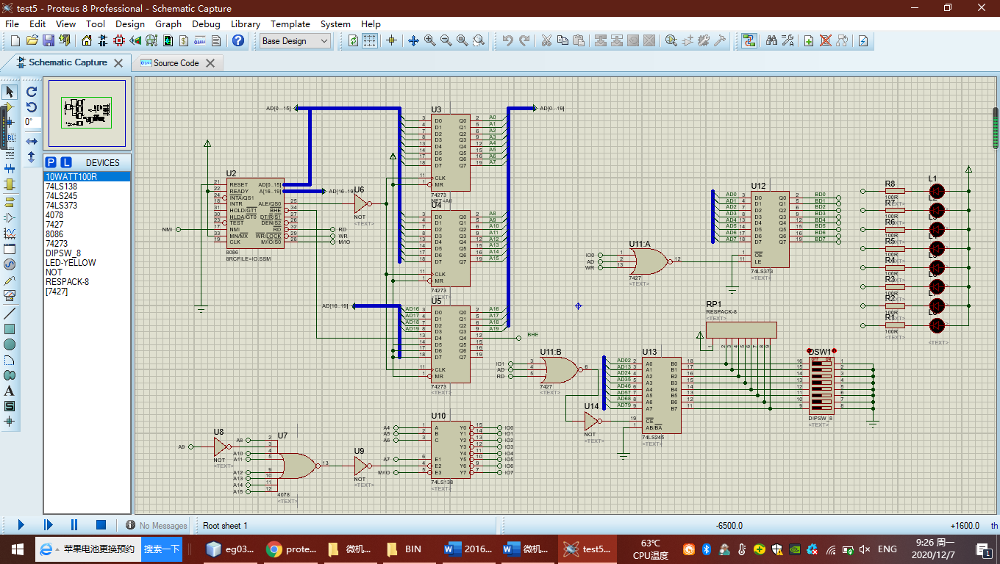 test5 - Proteus 8 Professional - Schematic Capture
File Edit View Tool Design Graph Debug Library Template System Help
Base Design
Schematic Capture
Source Code
0°
P L DEVICES
10WATT100R
74LS138
74LS245
74LS373
4078
7427
8086
74273
DIPSW_8
LED-YELLOW
NOT
RESPACK-8
[7427]
AD[0..15]
U3
AD[0..19]
D0 D1 D2 D3 D4 D5 D6 D7
Q0 Q1 Q2 Q3 Q4 Q5 Q6 Q7
A0 A1 A2 A3 A4 A5 A6 A7
CLK
MR
74273
NET=A0
U2
RESET
READY
INTA/QS1
INTR
HOLD/GT1
HLDA/GT0
TEST
NMI
MN/MX
CLK
AD[0..15]
A[16..19]
ALE/QS0
BHE
DT/R/S1
DEN/S2
RD
WR/LOCK
M/IO/S0
8086
8RCFILE=IO.SSM
NMI
AD[16..19]
RD
WR
M/IO
U6
NOT
<TEXT>
U4
D0 D1 D2 D3 D4 D5 D6 D7
Q0 Q1 Q2 Q3 Q4 Q5 Q6 Q7
A8 A9 A10 A11 A12 A13 A14 A15
CLK
MR
74273
<TEXT>
AD[16..19]
U5
AD16 AD17 AD18 AD19
D0 D1 D2 D3 D4 D5 D6 D7
Q0 Q1 Q2 Q3 Q4 Q5 Q6 Q7
A16 A17 A18 A19
BHE
CLK
MR
74273
<TEXT>
U12
AD0 AD1 AD2 AD3 AD4 AD5 AD6 AD7
D0 D1 D2 D3 D4 D5 D6 D7
Q0 Q1 Q2 Q3 Q4 Q5 Q6 Q7
BD0 BD1 BD2 BD3 BD4 BD5 BD6 BD7
OE
LE
74LS373
<TEXT>
U11:A
IO0
AD
WR
7427
<TEXT>
R8 L1
100R
R7
100R
R6
100R
R5
100R
R4
100R
R3
100R
R2
100R
R1
100R
<TEXT>
RP1
RESPACK-8
<TEXT>
U11:B
IO1
AD
RD
7427
<TEXT>
U13
AD02 AD13 AD24 AD35 AD46 AD57 AD68 AD79
A0 A1 A2 A3 A4 A5 A6 A7
B0 B1 B2 B3 B4 B5 B6 B7
CE
AB/BA
74LS245
<TEXT>
DSW1
OFF ON
DIPSW_8
<TEXT>
U14
NOT
<TEXT>
U10
A4 A5 A6 A7 M/IO
A B C E1 E2 E3
Y0 Y1 Y2 Y3 Y4 Y5 Y6 Y7
IO0 IO1 IO2 IO3 IO4 IO5 IO6 IO7
74LS138
<TEXT>
U8
A9
NOT
<TEXT>
U7
A8 A10 A11 A12 A13 A14 A15
4078
<TEXT>
U9
NOT
<TEXT>
No Messages
Root sheet 1
-6500.0
+1600.0
th
苹果电池更换预约
搜索一下
eg03...
prote...
微机...
BIN
2016...
微机...
test5...
63℃
CPU温度
ENG
9:26 周一
2020/12/7
1